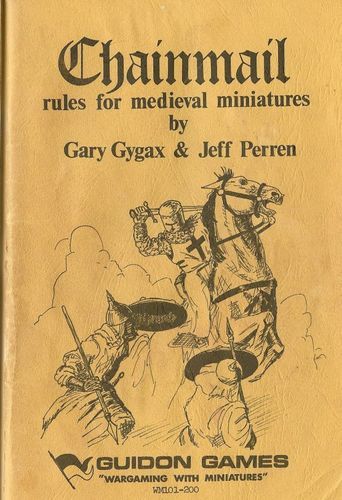 Chainmail
rules for medieval miniatures
by
Gary Gygax & Jeff Perren
GUIDON GAMES
"WARGAMING WITH MINIATURES"
WM101-200